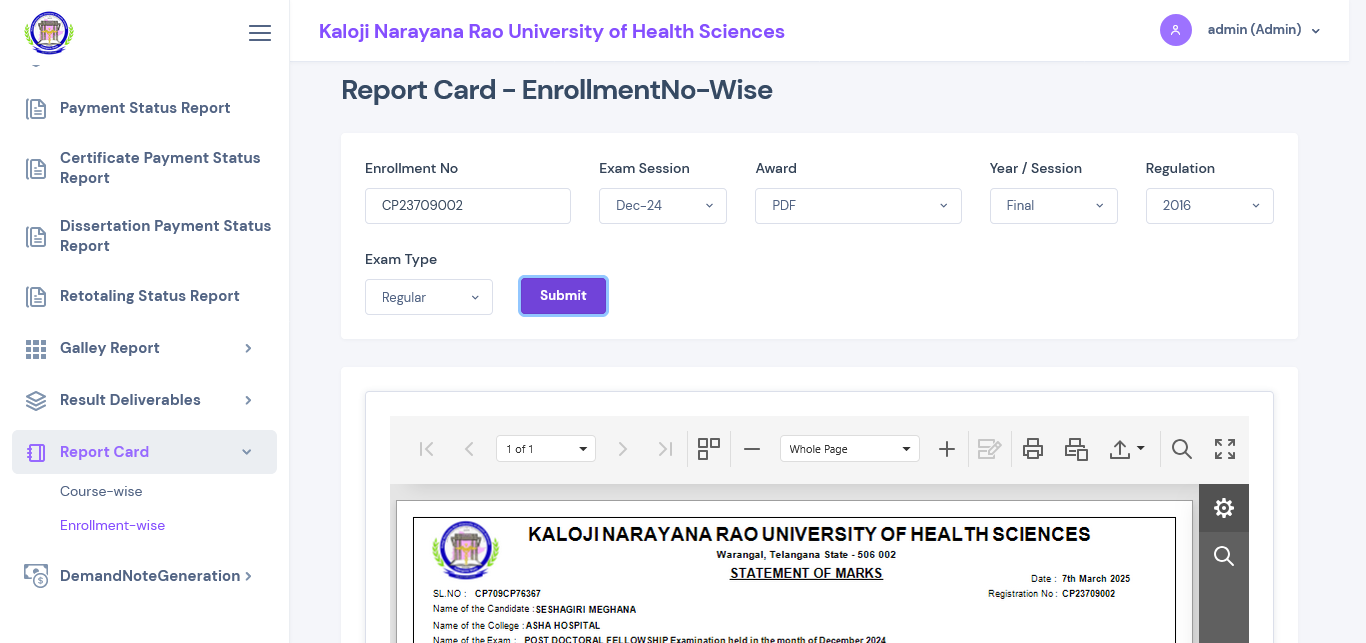 Kaloji Narayana Rao University of Health Sciences
admin (Admin)
Payment Status Report
Certificate Payment Status
Report
Dissertation Payment Status
Report
Retotaling Status Report
Galley Report
Result Deliverables
Report Card
Course-wise
Enrollment-wise
DemandNoteGeneration
Report Card - EnrollmentNo-Wise
Enrollment No
Exam Session
Award
Year / Session
Regulation
CP23709002
Dec-24
PDF
Final
2016
Exam Type
Regular
Submit
1 of 1
Whole Page
KALOJI NARAYANA RAO UNIVERSITY OF HEALTH SCIENCES
Warangal, Telangana State - 506 002
STATEMENT OF MARKS
Date : 7th March 2025
SL.NO : CP709CP76367
Registration No : CP23709002
Name of the Candidate : SESHAGIRI MEGHANA
Name of the College : ASHA HOSPITAL
Name of the Exam : POST DOCTORAL FELLOWSHIP Examination held in the month of December 2024